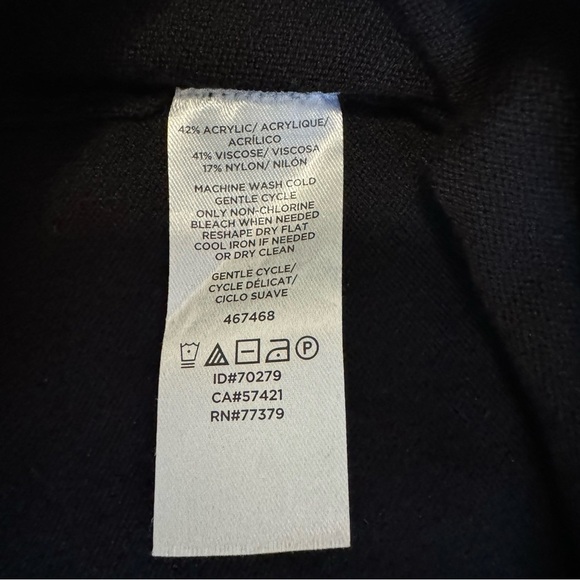 42% ACRYLIC/ ACRYLIQUE/
ACRÍLICO
41% VISCOSE/ VISCOSA
17% NYLON/ NILÓN
MACHINE WASH COLD
GENTLE CYCLE
ONLY NON-CHLORINE
BLEACH WHEN NEEDED
RESHAPE DRY FLAT
COOL IRON IF NEEDED
OR DRY CLEAN
GENTLE CYCLE/
CYCLE DÉLICAT/
CICLO SUAVE
467468
P
ID#70279
CA#57421
RN#77379